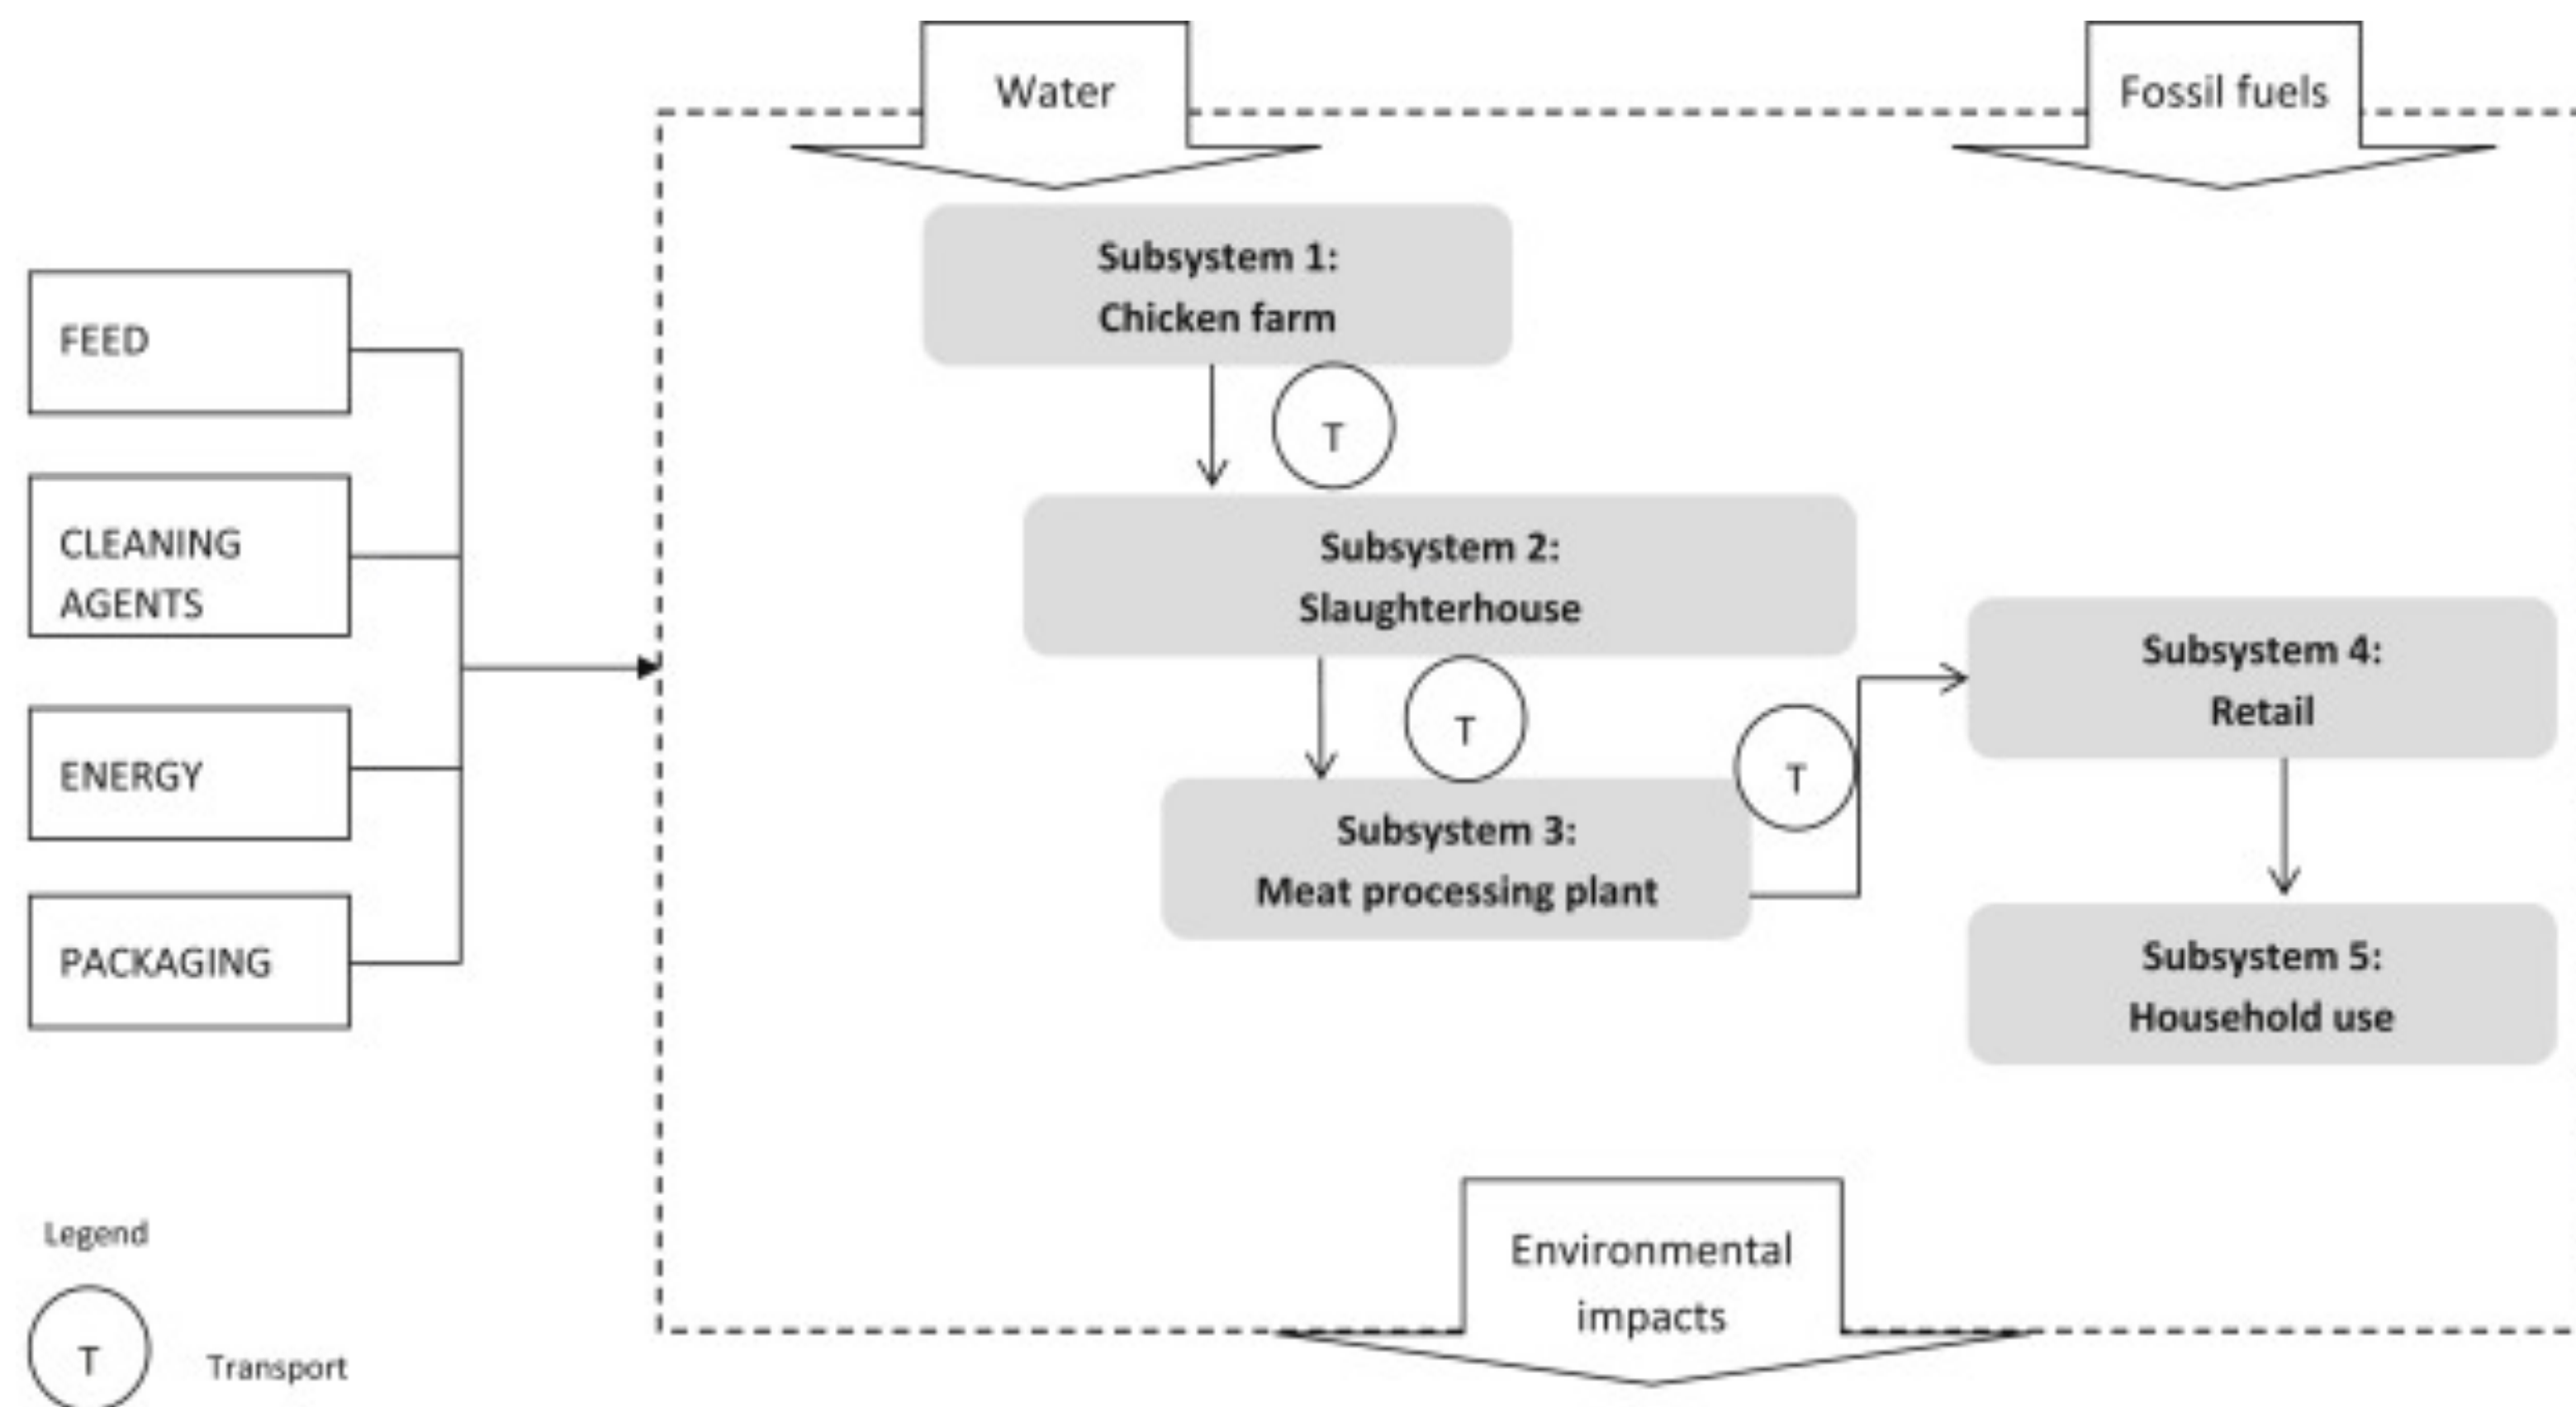 Water
Fossil fuels
Subsystem 1:
Chicken farm
FEED
T
CLEANING
AGENTS
Subsystem 2:
Slaughterhouse
Subsystem 4:
Retail
T
T
ENERGY
Subsystem 3:
Meat processing plant
PACKAGING
Subsystem 5:
Household use
Environmental
impacts
Legend
T
Transport